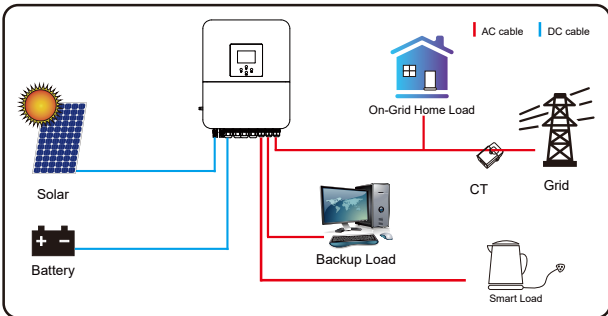 AC cable
DC cable
On-Grid Home Load
Solar
CT
Grid
Battery
Backup Load
Smart Load